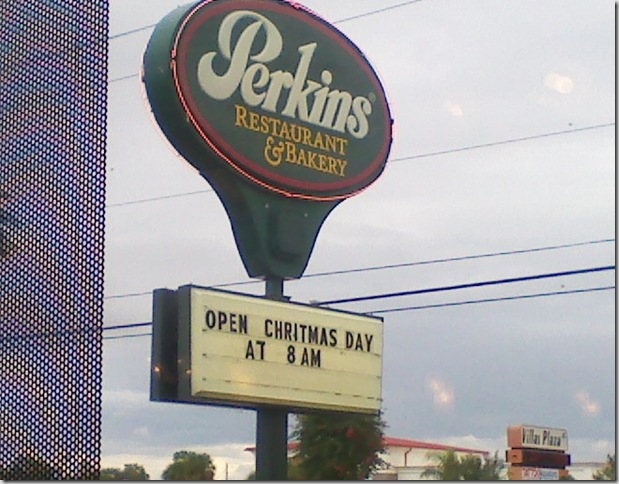 Perkins
RESTAURANT
& BAKERY
OPEN CHRITMAS DAY
AT 8 AM
Villas Plaza